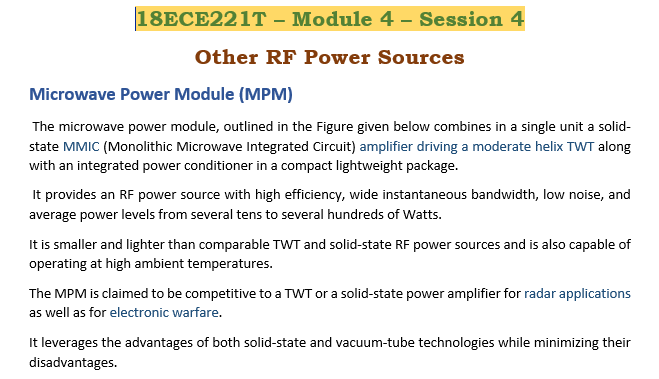 18ECE221T – Module 4 – Session 4
Other RF Power Sources
Microwave Power Module (MPM)
The microwave power module, outlined in the Figure given below combines in a single unit a solid-
state MMIC (Monolithic Microwave Integrated Circuit) amplifier driving a moderate helix TWT along
with an integrated power conditioner in a compact lightweight package.
It provides an RF power source with high efficiency, wide instantaneous bandwidth, low noise, and
average power levels from several tens to several hundreds of Watts.
It is smaller and lighter than comparable TWT and solid-state RF power sources and is also capable of
operating at high ambient temperatures.
The MPM is claimed to be competitive to a TWT or a solid-state power amplifier for radar applications
as well as for electronic warfare.
It leverages the advantages of both solid-state and vacuum-tube technologies while minimizing their
disadvantages.